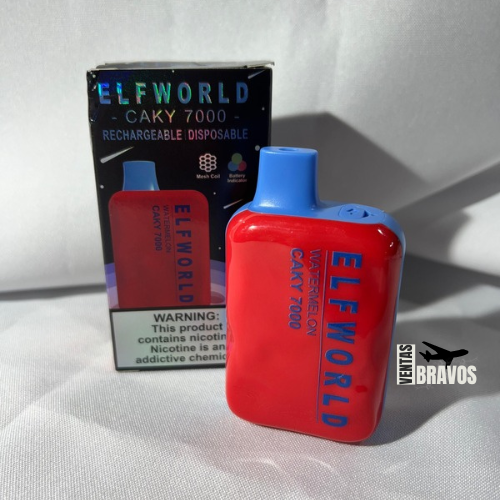 ELFWORLD
- CAKY 7000 -
RECHARGEABLE DISPOSABLE
Mesh Coil
Battery Indicator
ELFWORLD
WATERMELON
CAKY 7000
WARNING:
This product
contains nicotin
Nicotine is an
addictive chemic
ELFWORLD
WATERMELON
CAKY 7000
VENTAS
BRAVOS